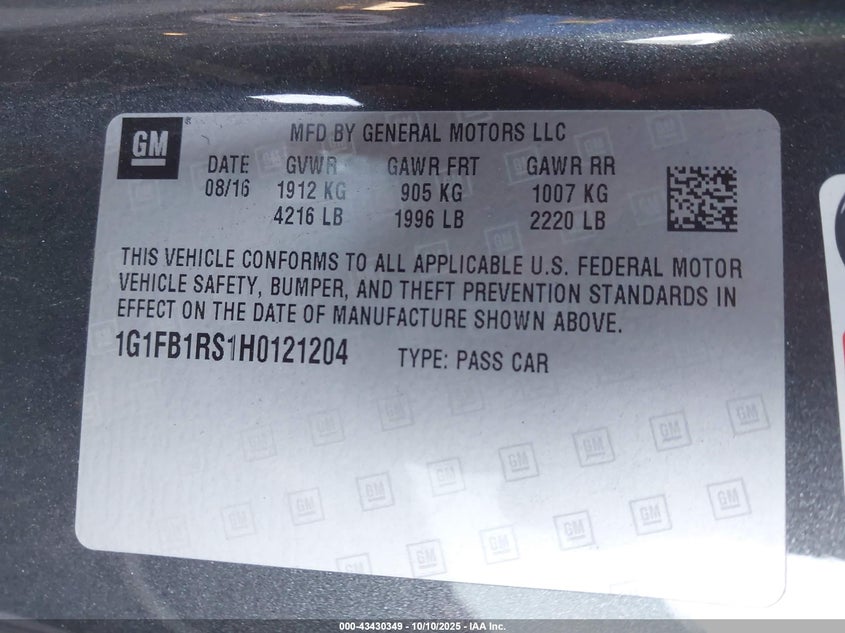 GM
MFD BY GENERAL MOTORS LLC
DATE GVWR GAWR FRT GAWR RR
08/16 1912 KG 905 KG 1007 KG
4216 LB 1996 LB 2220 LB
THIS VEHICLE CONFORMS TO ALL APPLICABLE U.S. FEDERAL MOTOR
VEHICLE SAFETY, BUMPER, AND THEFT PREVENTION STANDARDS IN
EFFECT ON THE DATE OF MANUFACTURE SHOWN ABOVE.
1G1FB1RS1H0121204 TYPE: PASS CAR
000-43430349 - 10/10/2025 - IAA Inc.